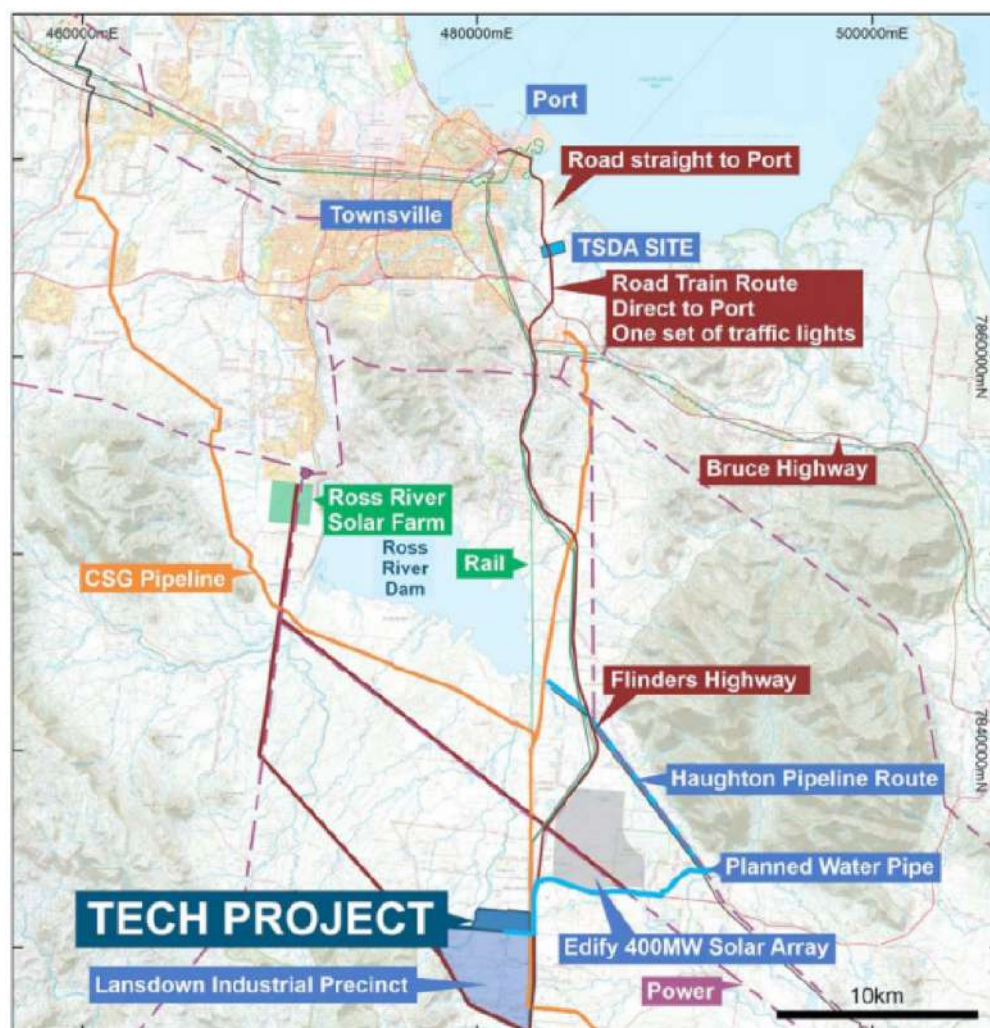 460000mE
480000mE
500000mE
Port
Road straight to Port
Townsville
TSDA SITE
Road Train Route
Direct to Port
One set of traffic lights
7860000mN
Bruce Highway
Ross River
Solar Farm
Ross
River
Dam
Rail
CSG Pipeline
Flinders Highway
7840000mN
Haughton Pipeline Route
Planned Water Pipe
TECH PROJECT
Edify 400MW Solar Array
Lansdown Industrial Precinct
Power
10km